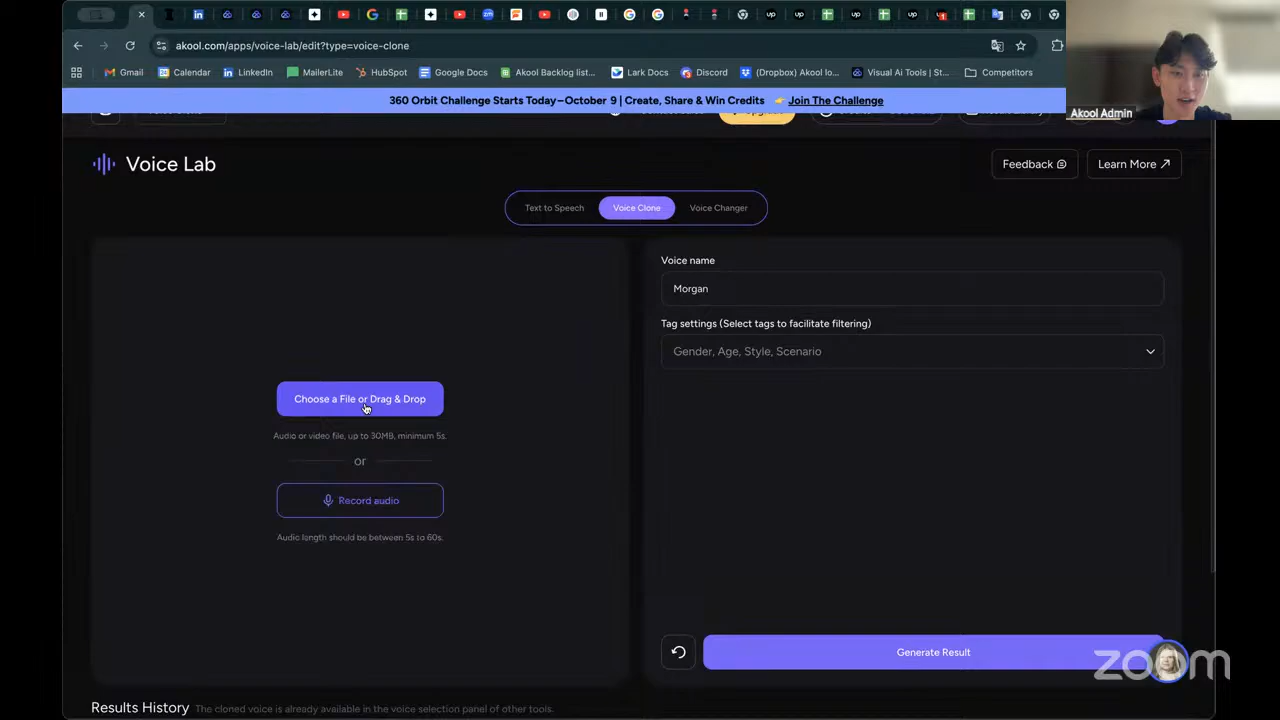 akool.com/apps/voice-lab/edit?type=voice-clone
Gmail
Calendar
LinkedIn
MailerLite
HubSpot
Google Docs
Akool Backlog list...
Lark Docs
Discord
(Dropbox) Akool lo...
Visual Ai Tools | St...
Competitors
Akool Admin
360 Orbit Challenge Starts Today–October 9 | Create, Share & Win Credits 👉 Join The Challenge
Voice Lab
Feedback
Learn More
Text to Speech
Voice Clone
Voice Changer
Voice name
Morgan
Tag settings (Select tags to facilitate filtering)
Gender, Age, Style, Scenario
Choose a File or Drag & Drop
Audio or video file, up to 30MB, minimum 5s.
or
Record audio
Audio length should be between 5s to 60s.
Generate Result
zoom
Results History The cloned voice is already available in the voice selection panel of other tools.